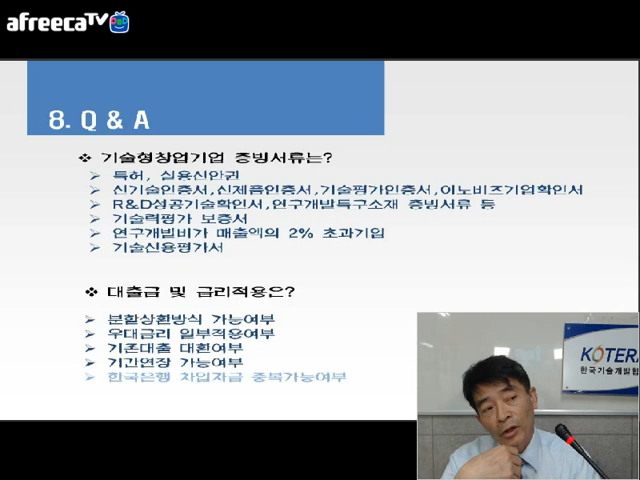 afreecaTV
8. Q & A
❖ 기술형창업기업 증빙서류는?
➢ 특허, 실용신안권
➢ 신기술인증서,신제품인증서,기술평가인증서,이노비즈기업확인서
➢ R&D성공기술확인서,연구개발특구소재 증빙서류 등
➢ 기술력평가 보증서
➢ 연구개발비가 매출액의 2% 초과기업
➢ 기술신용평가서
❖ 대출금 및 금리적용은?
➢ 분할상환방식 가능여부
➢ 우대금리 일부적용여부
➢ 기존대출 대환여부
➢ 기간연장 가능여부
➢ 한국은행 차입자금 중복가능여부
KOTERA
한국기술개발협